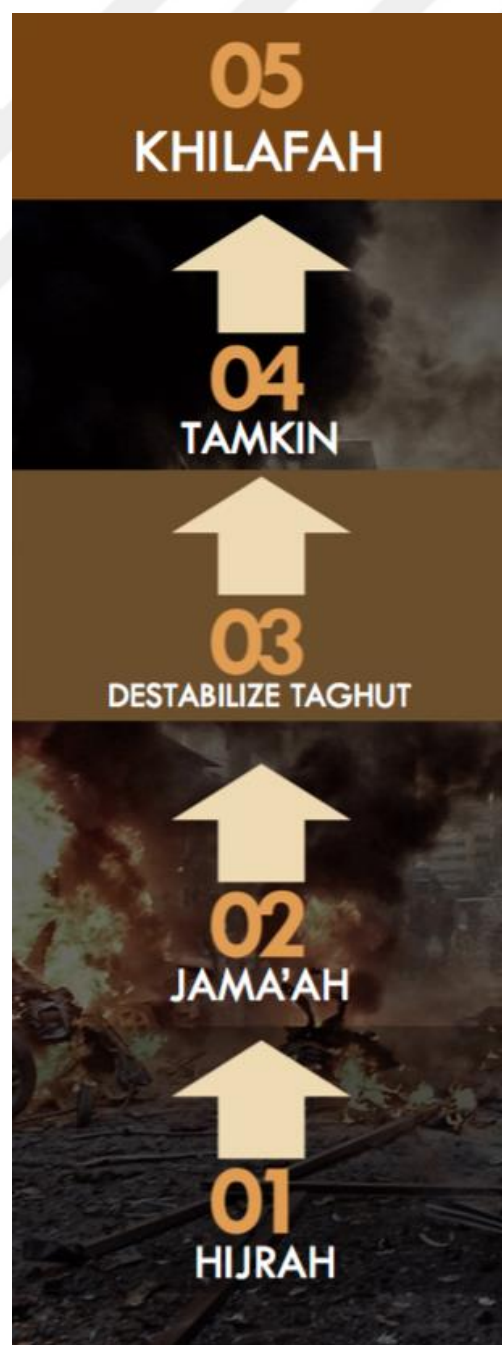 05
KHILAFAH
04
TAMKIN
03
DESTABILIZE TAGHUT
02
JAMA'AH
01
HIJRAH